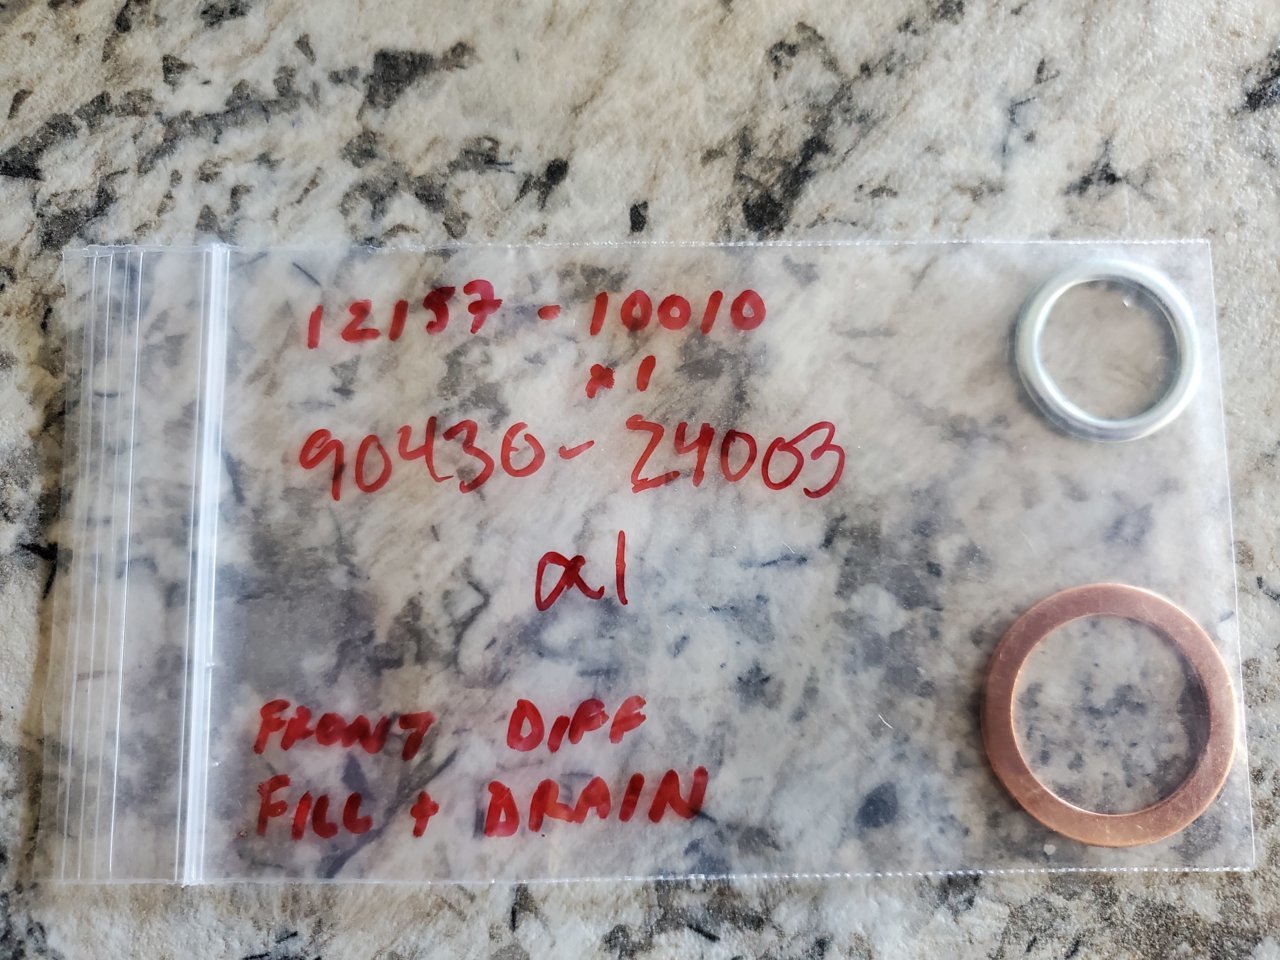 12157-10010
x1
90430-24003
x1
FRONT DIFF
FILL + DRAIN